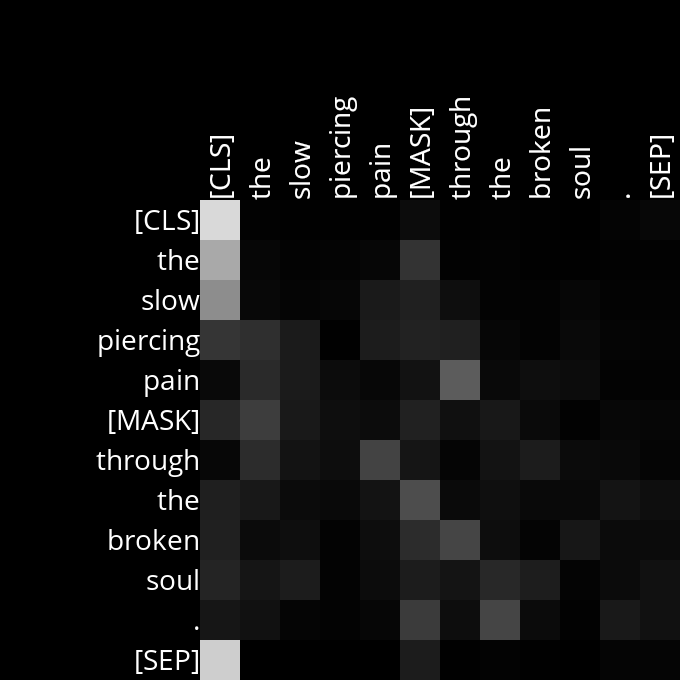 [CLS] the slow piercing pain [MASK] through the broken soul . [SEP]
[CLS]
the
slow
piercing
pain
[MASK]
through
the
broken
soul
.
[SEP]